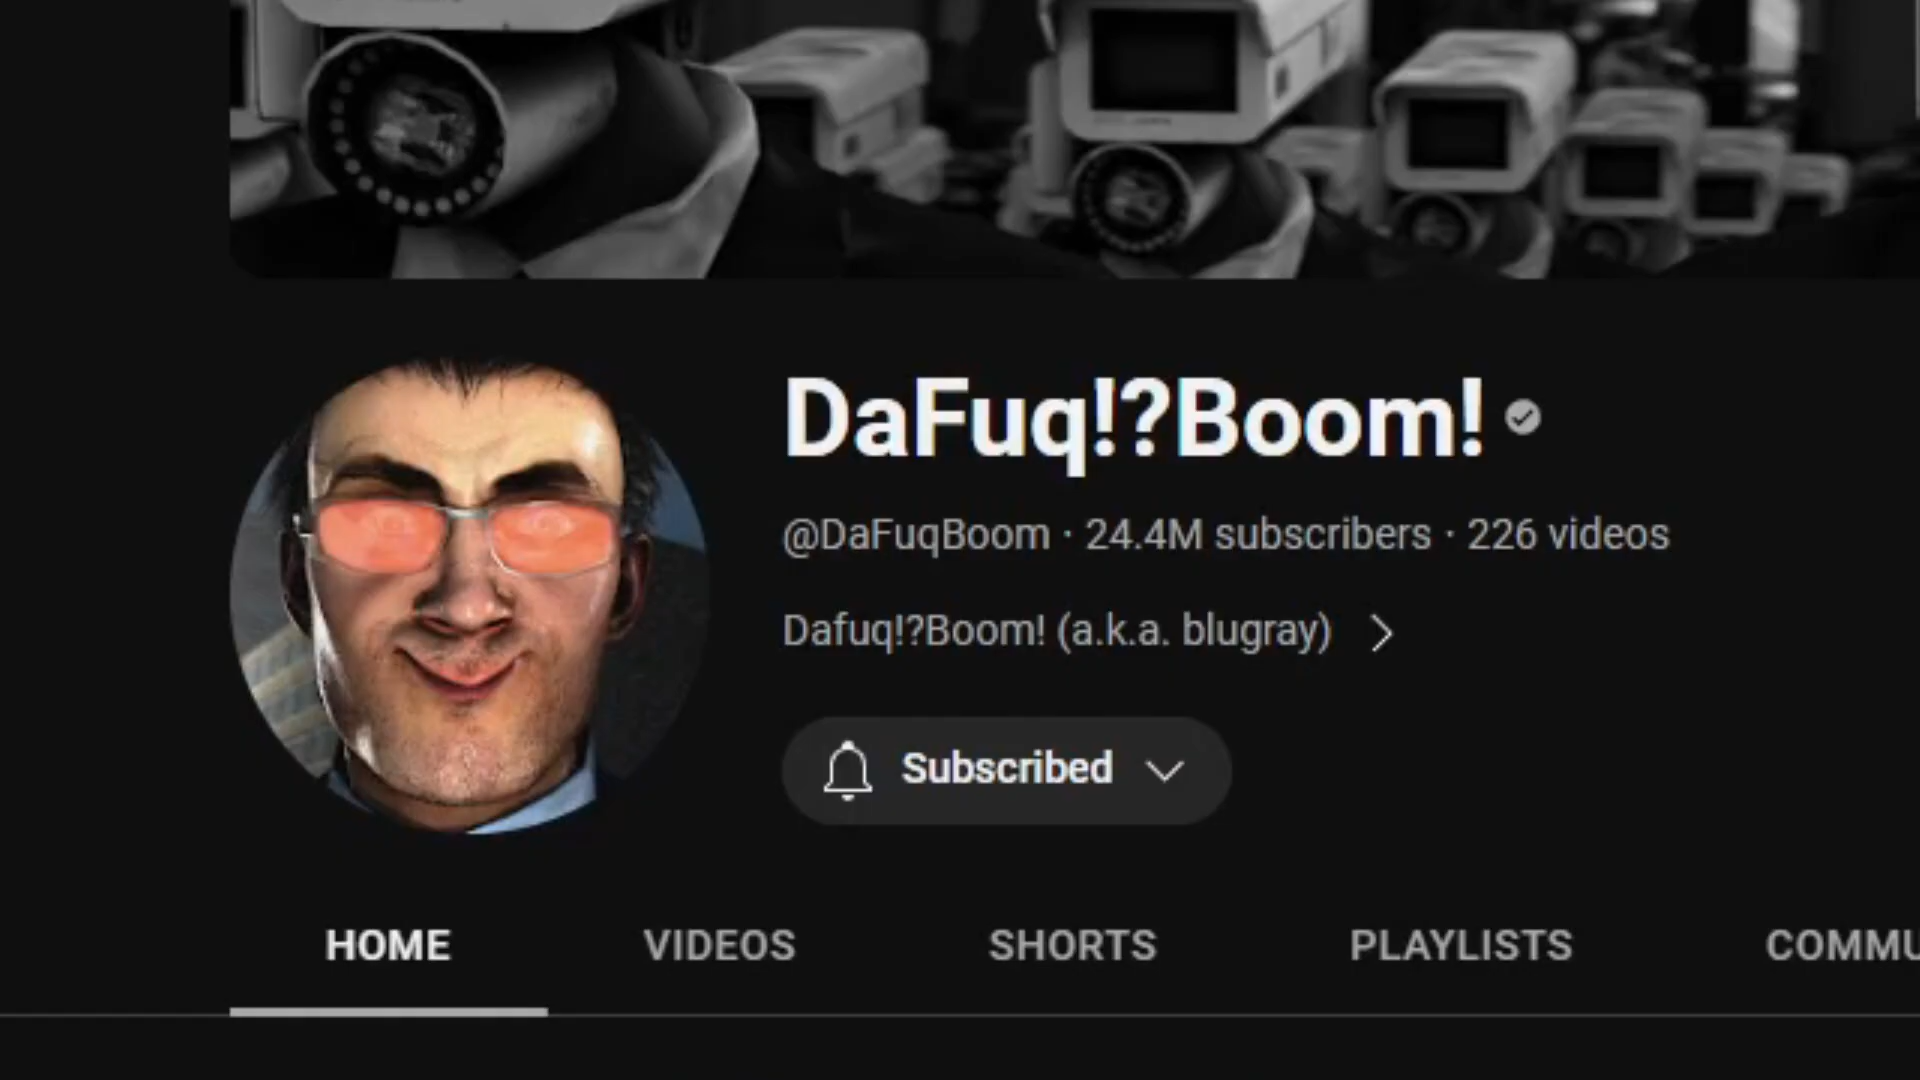 DaFuq!?Boom!
@DaFuqBoom · 24.4M subscribers · 226 videos
Dafuq!?Boom! (a.k.a. blugray)
Subscribed
HOME VIDEOS SHORTS PLAYLISTS COMMU